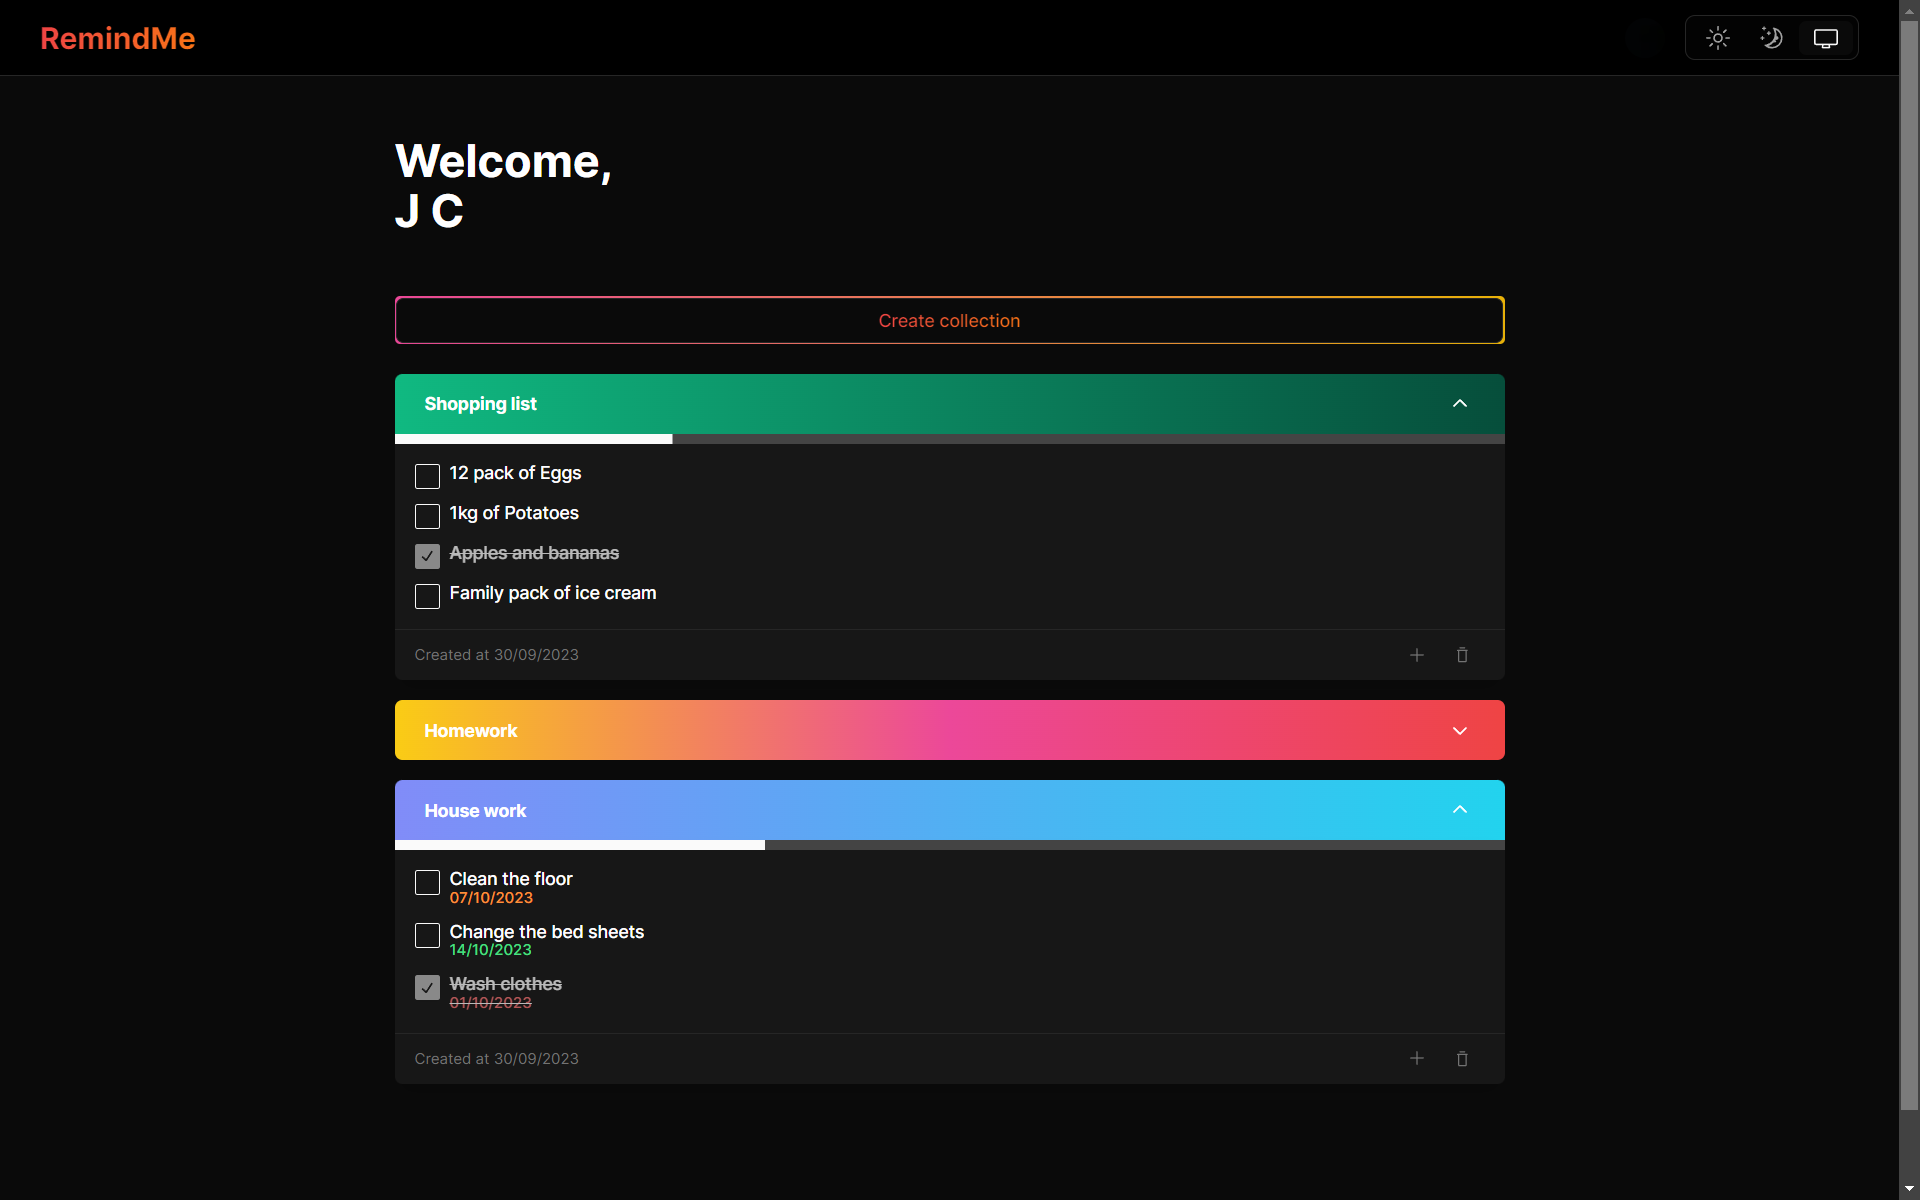 RemindMe
Welcome,
J C
Create collection
Shopping list
12 pack of Eggs
1kg of Potatoes
Apples and bananas
Family pack of ice cream
Created at 30/09/2023
Homework
House work
Clean the floor
07/10/2023
Change the bed sheets
14/10/2023
Wash clothes
01/10/2023
Created at 30/09/2023